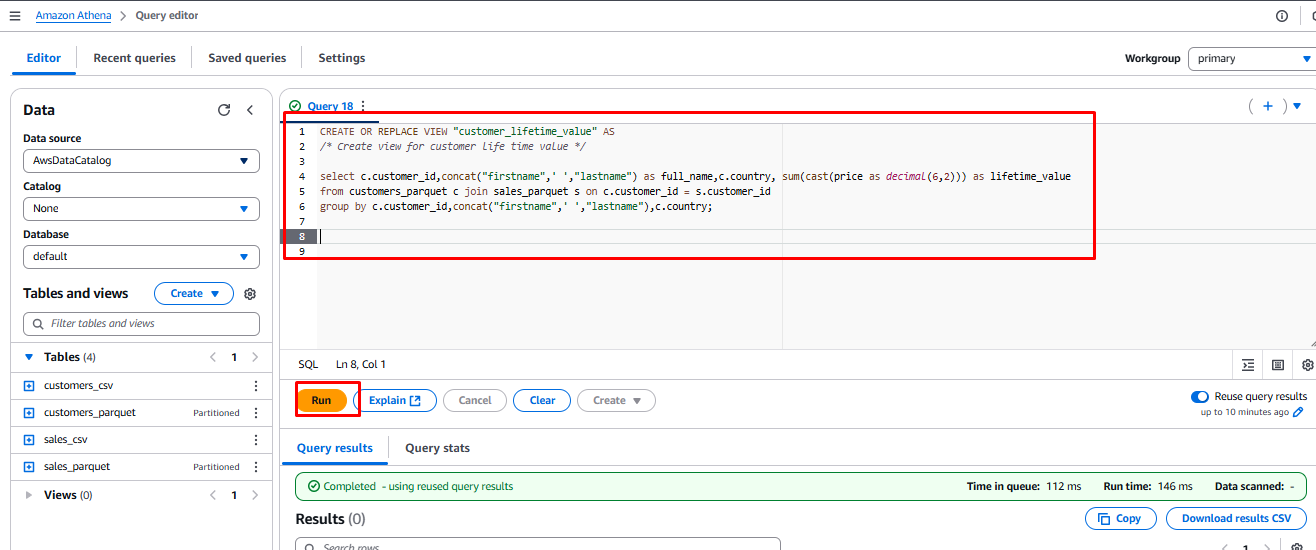 Amazon Athena > Query editor
Editor Recent queries Saved queries Settings
Workgroup primary
Data
Data source
AwsDataCatalog
Catalog
None
Database
default
Tables and views Create
Filter tables and views
Tables (4) < 1 >
customers_csv
customers_parquet Partitioned
sales_csv
sales_parquet Partitioned
Views (0) < 1 >
Query 18
1 CREATE OR REPLACE VIEW "customer_lifetime_value" AS
2 /* Create view for customer life time value */
3
4 select c.customer_id,concat("firstname",' ',"lastname") as full_name,c.country, sum(cast(price as decimal(6,2))) as lifetime_value
5 from customers_parquet c join sales_parquet s on c.customer_id = s.customer_id
6 group by c.customer_id,concat("firstname",' ',"lastname"),c.country;
7
8
9
SQL Ln 8, Col 1
Run Explain Cancel Clear Create
Reuse query results
up to 10 minutes ago
Query results Query stats
Completed - using reused query results
Time in queue: 112 ms Run time: 146 ms Data scanned: -
Results (0)
Copy Download results CSV
Search rows
< 1 >